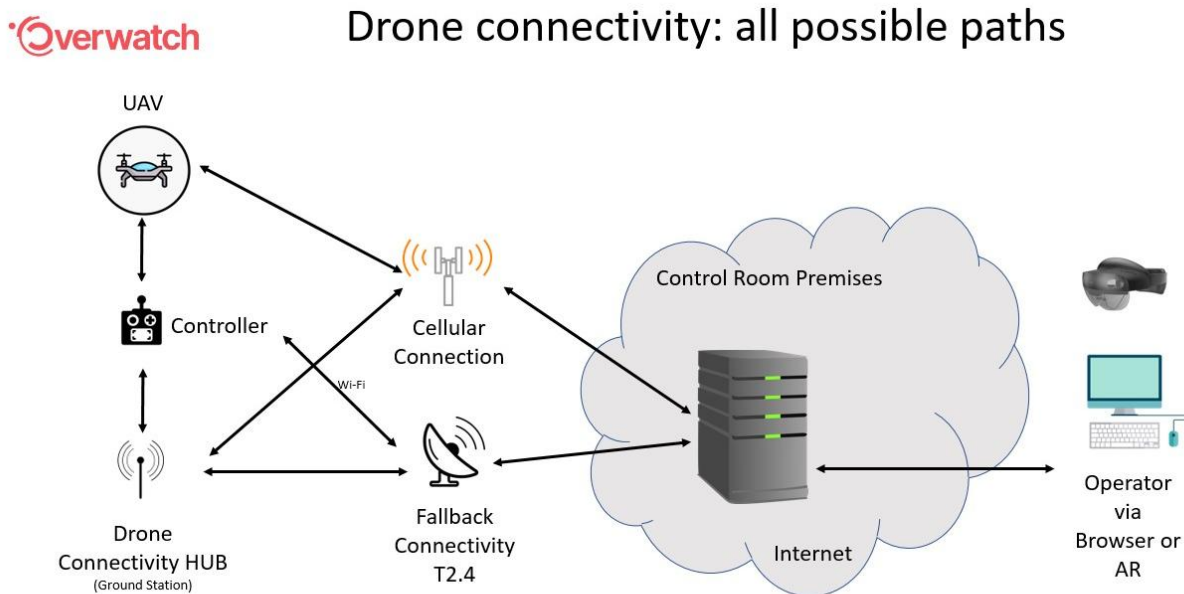 Overwatch
Drone connectivity: all possible paths
UAV
Controller
Cellular
Connection
Wi-Fi
Drone
Connectivity HUB
(Ground Station)
Fallback
Connectivity
T2.4
Control Room Premises
Internet
Operator
via
Browser or
AR